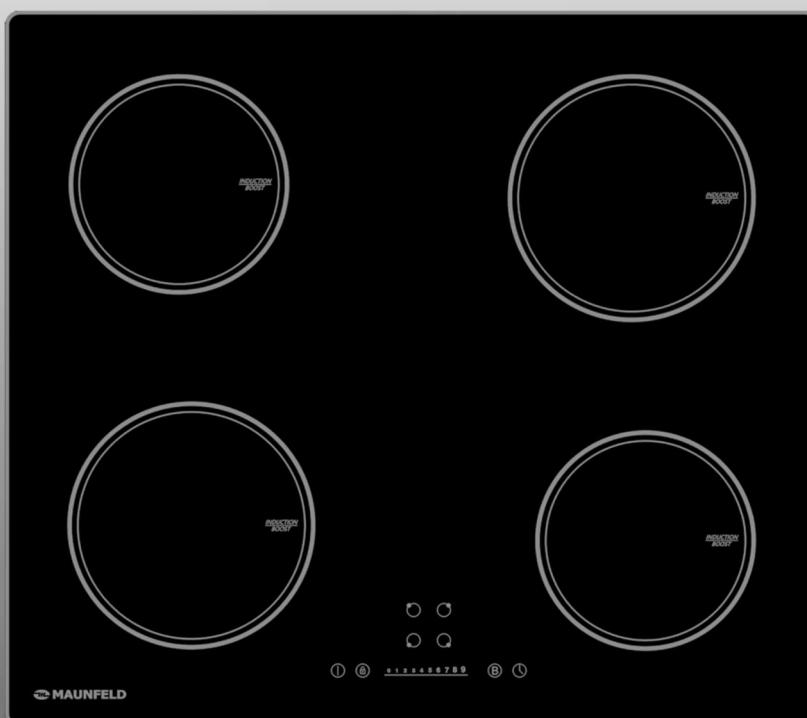 INDUCTION
BOOST
INDUCTION
BOOST
INDUCTION
BOOST
INDUCTION
BOOST
0 1 2 3 4 5 6 7 8 9
B
MAUNFELD